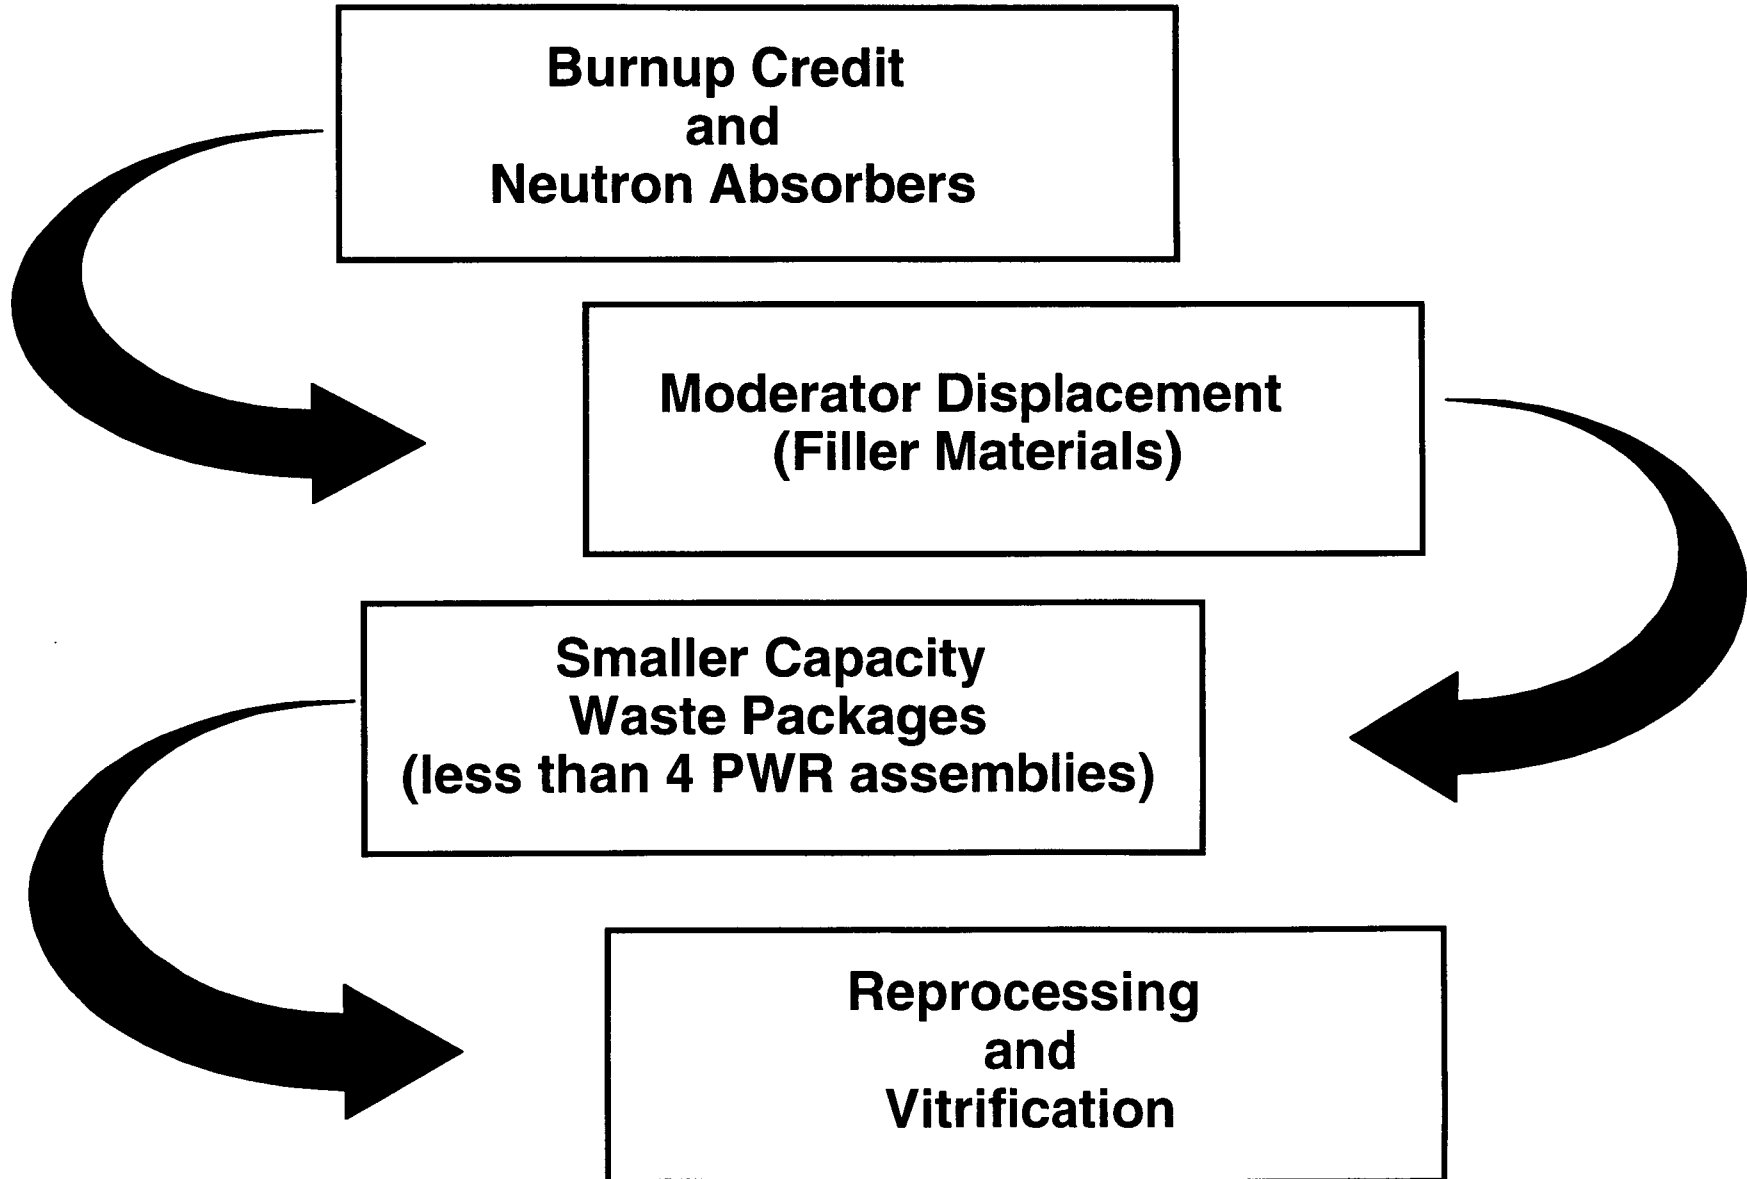 Burnup Credit
and
Neutron Absorbers
Moderator Displacement
(Filler Materials)
Smaller Capacity
Waste Packages
(less than 4 PWR assemblies)
Reprocessing
and
Vitrification